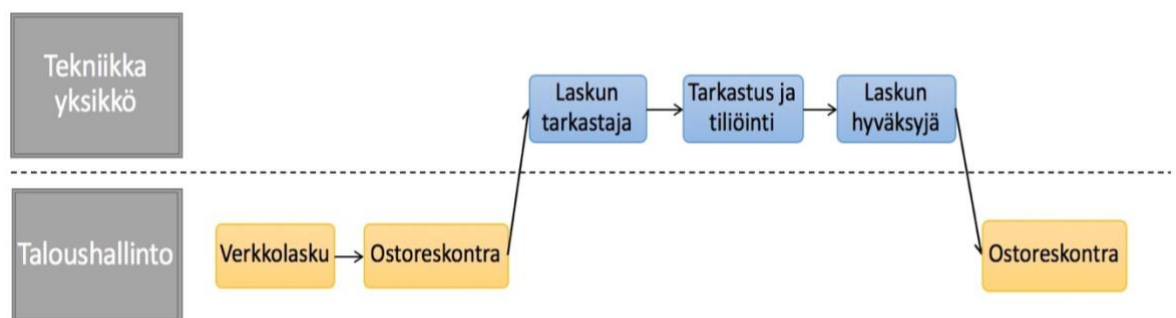 Tekniikka
yksikkö
Laskun
tarkastaja
Tarkastus ja
tiliöinti
Laskun
hyväksyjä
Taloushallinto
Verkkolasku
Ostoreskontra
Ostoreskontra